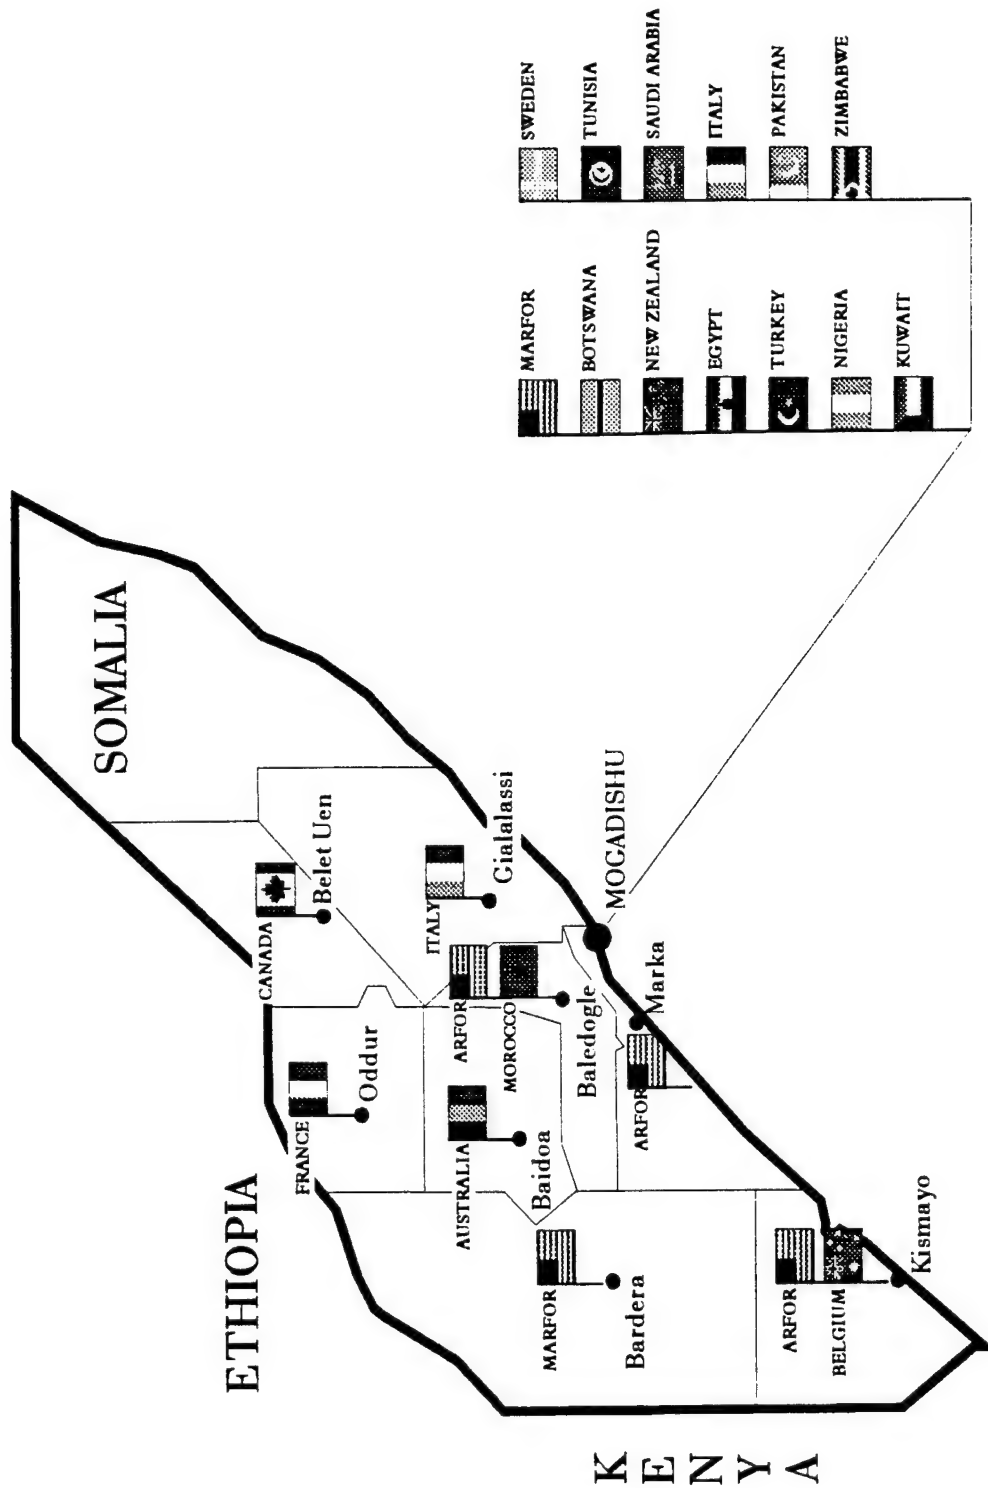 ETHIOPIA
SOMALIA
K
E
N
Y
A
FRANCE
Oddur
CANADA
Belet Uen
AUSTRALIA
Baidoa
ARFOR
MOROCCO
Baledogle
ITALY
Gialalassi
MARFOR
Bardera
ARFOR
Marka
MOGADISHU
ARFOR
BELGIUM
Kismayo
MARFOR
BOTSWANA
NEW ZEALAND
EGYPT
TURKEY
NIGERIA
KUWAIT
SWEDEN
TUNISIA
SAUDI ARABIA
ITALY
PAKISTAN
ZIMBABWE